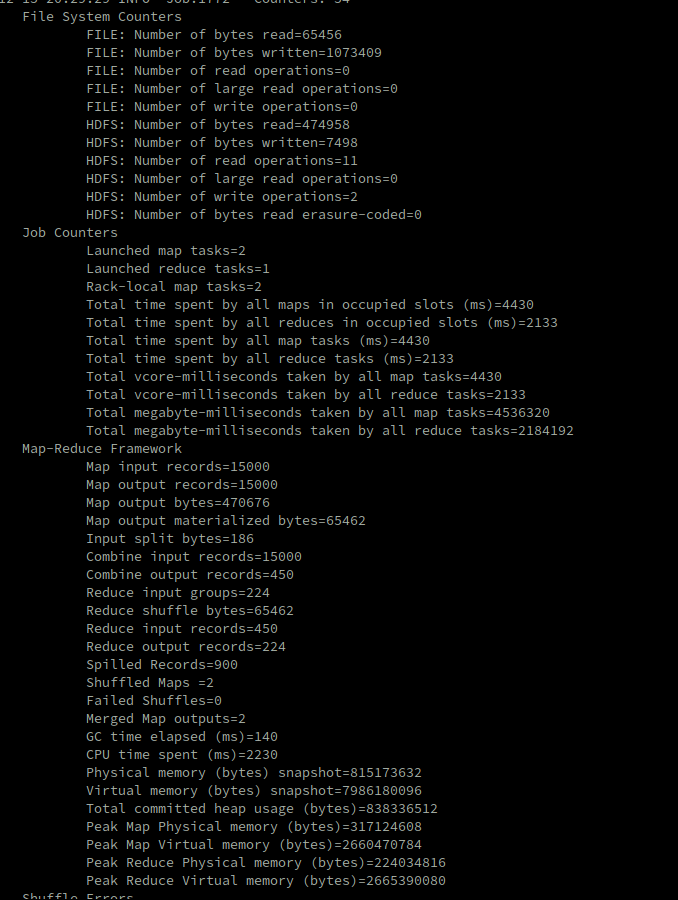 File System Counters
FILE: Number of bytes read=65456
FILE: Number of bytes written=1073409
FILE: Number of read operations=0
FILE: Number of large read operations=0
FILE: Number of write operations=0
HDFS: Number of bytes read=474958
HDFS: Number of bytes written=7498
HDFS: Number of read operations=11
HDFS: Number of large read operations=0
HDFS: Number of write operations=2
HDFS: Number of bytes read erasure-coded=0
Job Counters
Launched map tasks=2
Launched reduce tasks=1
Rack-local map tasks=2
Total time spent by all maps in occupied slots (ms)=4430
Total time spent by all reduces in occupied slots (ms)=2133
Total time spent by all map tasks (ms)=4430
Total time spent by all reduce tasks (ms)=2133
Total vcore-milliseconds taken by all map tasks=4430
Total vcore-milliseconds taken by all reduce tasks=2133
Total megabyte-milliseconds taken by all map tasks=4536320
Total megabyte-milliseconds taken by all reduce tasks=2184192
Map-Reduce Framework
Map input records=15000
Map output records=15000
Map output bytes=470676
Map output materialized bytes=65462
Input split bytes=186
Combine input records=15000
Combine output records=450
Reduce input groups=224
Reduce shuffle bytes=65462
Reduce input records=450
Reduce output records=224
Spilled Records=900
Shuffled Maps =2
Failed Shuffles=0
Merged Map outputs=2
GC time elapsed (ms)=140
CPU time spent (ms)=2230
Physical memory (bytes) snapshot=815173632
Virtual memory (bytes) snapshot=7986180096
Total committed heap usage (bytes)=838336512
Peak Map Physical memory (bytes)=317124608
Peak Map Virtual memory (bytes)=2660470784
Peak Reduce Physical memory (bytes)=224034816
Peak Reduce Virtual memory (bytes)=2665390080
Shuffle Errors